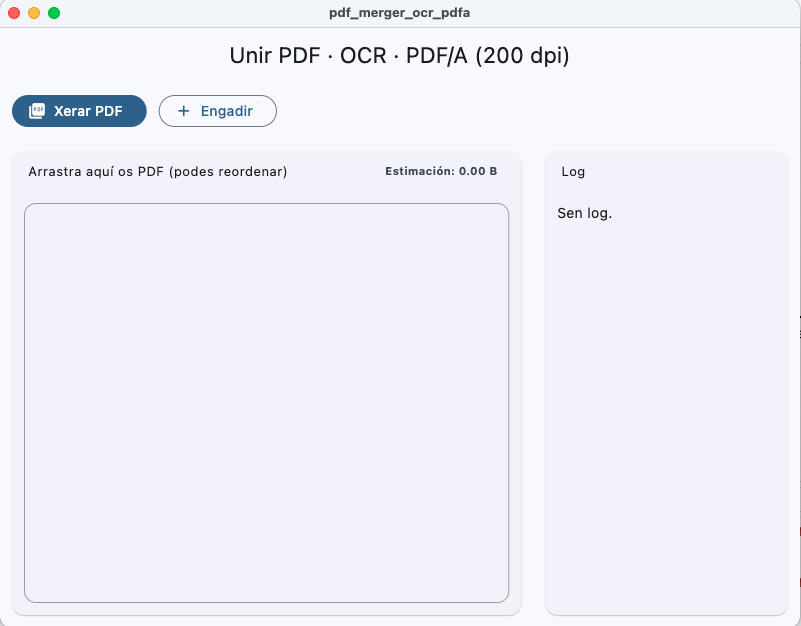 pdf_merger_ocr_pdfa
Unir PDF · OCR · PDF/A (200 dpi)
PDF Xerar PDF
+ Engadir
Arrastra aquí os PDF (podes reordenar)
Estimación: 0.00 B
Log
Sen log.